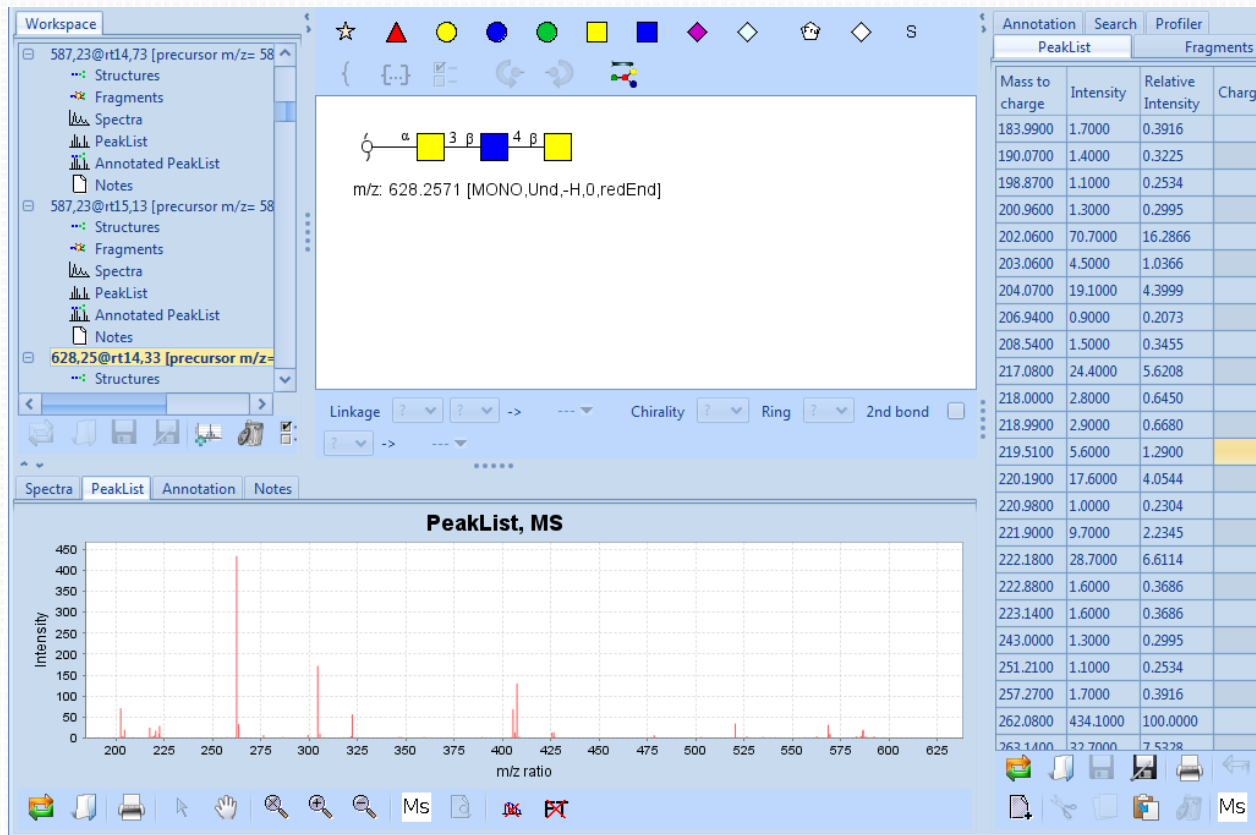 Workspace
587,23@rt14,73 [precursor m/z= 58
Structures
Fragments
Spectra
PeakList
Annotated PeakList
Notes
587,23@rt15,13 [precursor m/z= 58
Structures
Fragments
Spectra
PeakList
Annotated PeakList
Notes
628,25@rt14,33 [precursor m/z=
Structures
S
{ {...}
α 3 β 4 β
m/z: 628.2571 [MONO,Und,-H,0,redEnd]
Linkage ? ? -> --- Chirality ? Ring ? 2nd bond
? -> ---
Spectra PeakList Annotation Notes
PeakList, MS
Intensity
450
400
350
300
250
200
150
100
50
0
200 225 250 275 300 325 350 375 400 425 450 475 500 525 550 575 600 625
m/z ratio
Ms
FT
Annotation Search Profiler
PeakList Fragments
Mass to charge Intensity Relative Intensity Charg
183.9900 1.7000 0.3916
190.0700 1.4000 0.3225
198.8700 1.1000 0.2534
200.9600 1.3000 0.2995
202.0600 70.7000 16.2866
203.0600 4.5000 1.0366
204.0700 19.1000 4.3999
206.9400 0.9000 0.2073
208.5400 1.5000 0.3455
217.0800 24.4000 5.6208
218.0000 2.8000 0.6450
218.9900 2.9000 0.6680
219.5100 5.6000 1.2900
220.1900 17.6000 4.0544
220.9800 1.0000 0.2304
221.9000 9.7000 2.2345
222.1800 28.7000 6.6114
222.8800 1.6000 0.3686
223.1400 1.6000 0.3686
243.0000 1.3000 0.2995
251.2100 1.1000 0.2534
257.2700 1.7000 0.3916
262.0800 434.1000 100.0000
263.1400 32.7000 7.5328
Ms